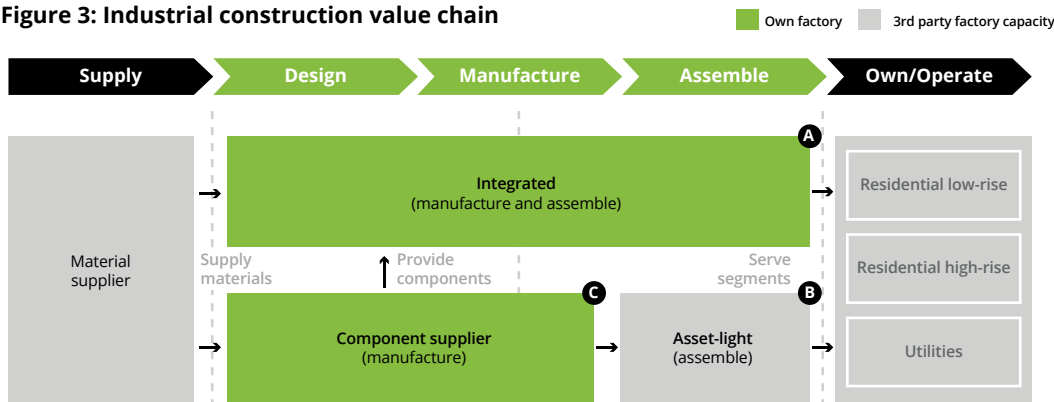 Figure 3: Industrial construction value chain
Own factory
3rd party factory capacity
Supply
Design
Manufacture
Assemble
Own/Operate
A
Integrated
(manufacture and assemble)
Residential low-rise
Material
supplier
Supply
materials
Provide
components
Serve
segments
Residential high-rise
C
B
Component supplier
(manufacture)
Asset-light
(assemble)
Utilities